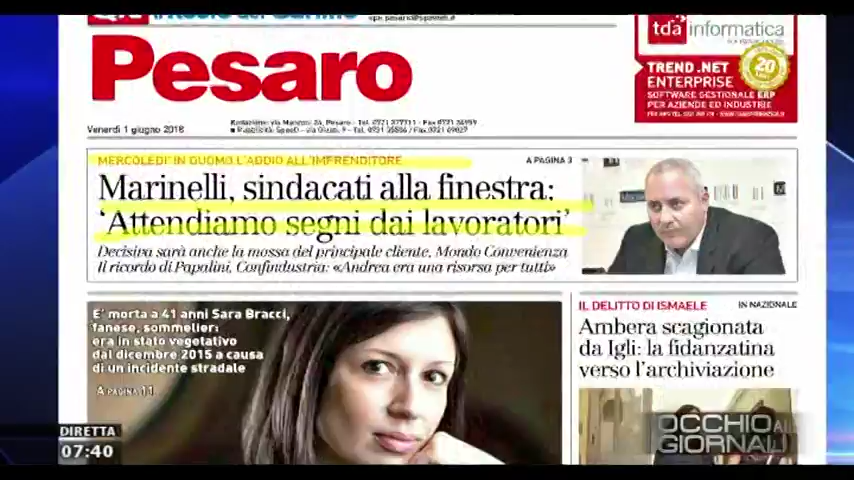 tda informatica
Pesaro
TREND.NET
ENTERPRISE
SOFTWARE GESTIONALE ERP
PER AZIENDE ED INDUSTRIE
20
Venerdì 1 giugno 2018
MERCOLEDI' IN DUOMO L'ADDIO ALL'IMPRENDITORE
A PAGINA 3
Marinelli, sindacati alla finestra:
'Attendiamo segni dai lavoratori'
Decisiva sarà anche la mossa del principale cliente, Mondo Convenienza
Il ricordo di Papalini, Confindustria: «Andrea era una risorsa per tutti»
E' morta a 41 anni Sara Bracci,
fanese, sommelier:
era in stato vegetativo
dal dicembre 2015 a causa
di un incidente stradale
A PAGINA 11
IL DELITTO DI ISMAELE
IN NAZIONALE
Ambera scagionata
da Igli: la fidanzatina
verso l'archiviazione
DIRETTA
07:40
OCCHIO AI
GIORNALI